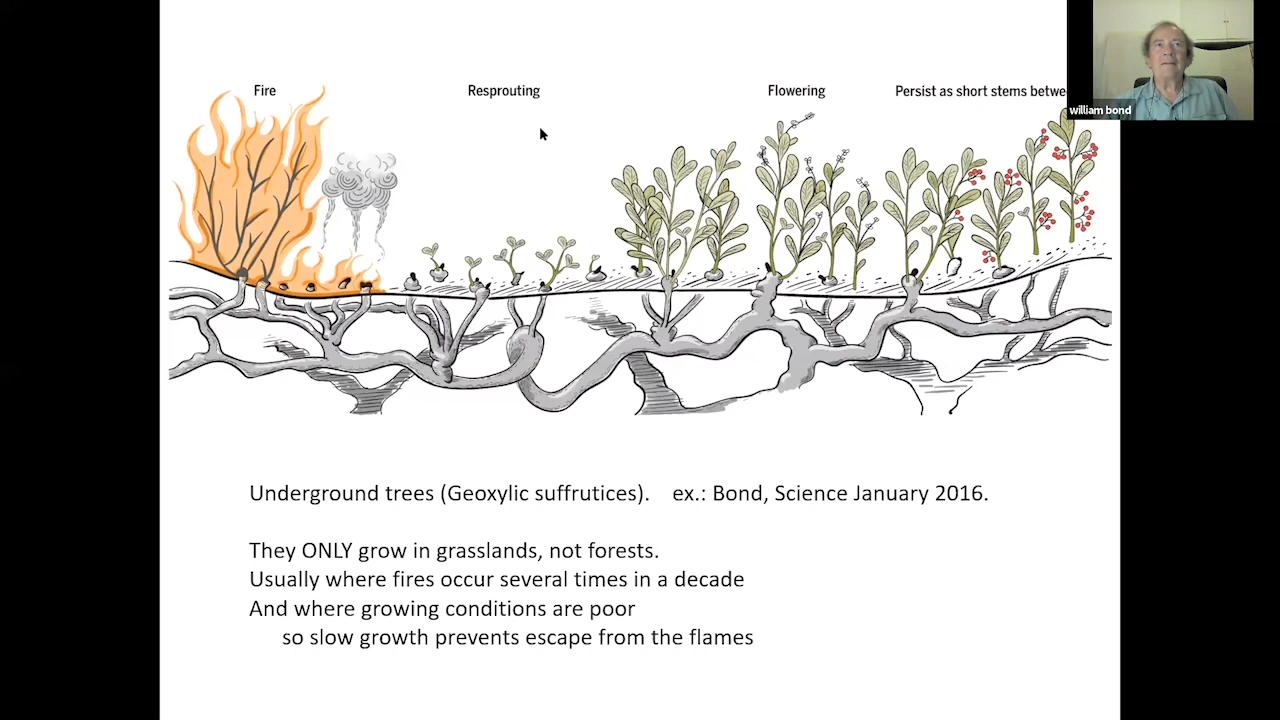 Fire
Resprouting
Flowering
Persist as short stems
william bond
Underground trees (Geoxylic suffrutices). ex.: Bond, Science January 2016.
They ONLY grow in grasslands, not forests.
Usually where fires occur several times in a decade
And where growing conditions are poor
so slow growth prevents escape from the flames